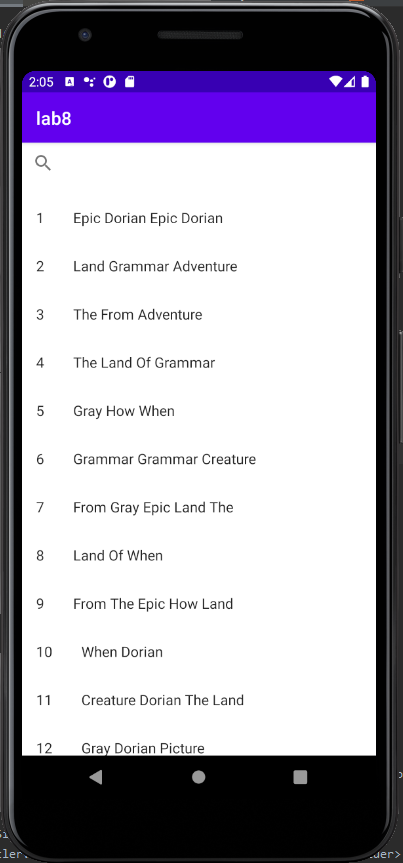 2:05
lab8
1 Epic Dorian Epic Dorian
2 Land Grammar Adventure
3 The From Adventure
4 The Land Of Grammar
5 Gray How When
6 Grammar Grammar Creature
7 From Gray Epic Land The
8 Land Of When
9 From The Epic How Land
10 When Dorian
11 Creature Dorian The Land
12 Gray Dorian Picture